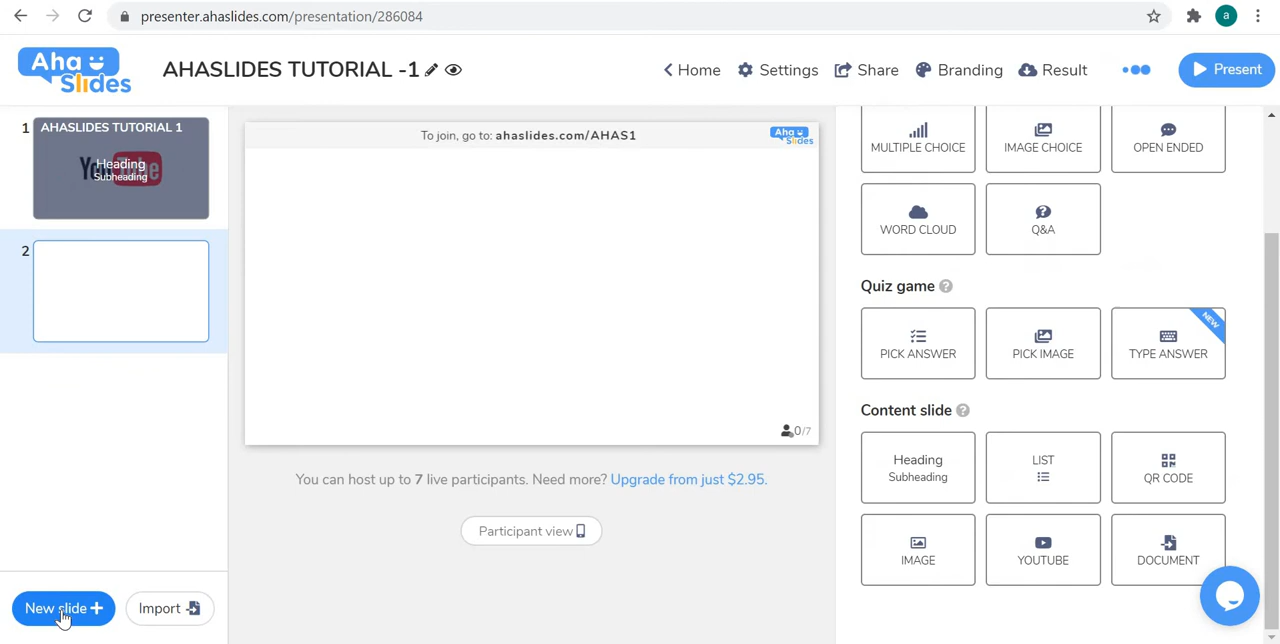 presenter.ahaslides.com/presentation/286084
a
Aha Slides
AHASLIDES TUTORIAL -1
Home
Settings
Share
Branding
Result
Present
1
AHASLIDES TUTORIAL 1
YouTube
Heading
Subheading
2
To join, go to: ahaslides.com/AHAS1
Aha Slides
0/7
You can host up to 7 live participants. Need more? Upgrade from just $2.95.
Participant view
MULTIPLE CHOICE
IMAGE CHOICE
OPEN ENDED
WORD CLOUD
Q&A
Quiz game ?
PICK ANSWER
PICK IMAGE
TYPE ANSWER
NEW
Content slide ?
Heading
Subheading
LIST
QR CODE
IMAGE
YOUTUBE
DOCUMENT
New slide +
Import